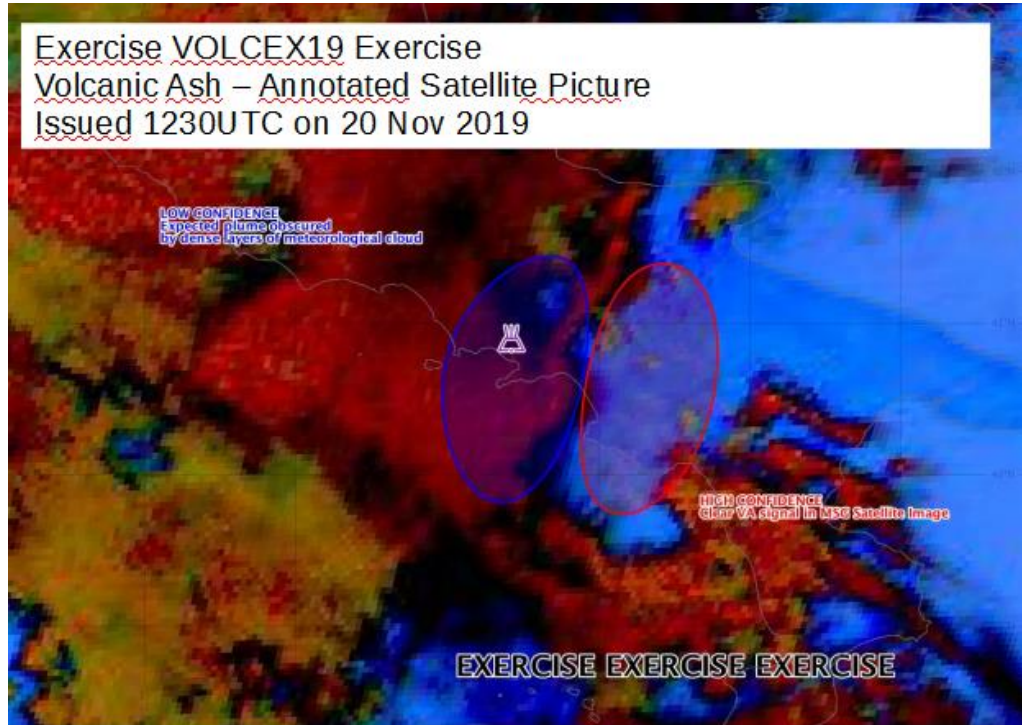 Exercise VOLCEX19 Exercise
Volcanic Ash – Annotated Satellite Picture
Issued 1230UTC on 20 Nov 2019
LOW CONFIDENCE
Expected plume obscured
by dense layers of meteorological cloud
HIGH CONFIDENCE
Clear VA signal in MSG Satellite Image
EXERCISE EXERCISE EXERCISE